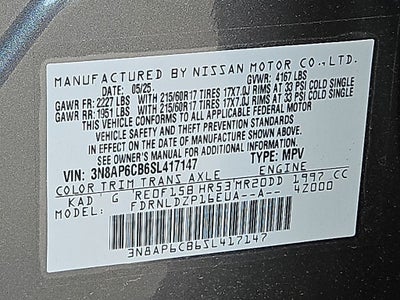 MANUFACTURED BY NISSAN MOTOR CO., LTD.
DATE: 05/25 GVWR: 4167 LBS
GAWR FR: 2227 LBS WITH 215/60R17 TIRES 17X7.0J RIMS AT 33 PSI COLD SINGLE
GAWR RR: 1951 LBS WITH 215/60R17 TIRES 17X7.0J RIMS AT 33 PSI COLD SINGLE
THIS VEHICLE CONFORMS TO ALL APPLICABLE FEDERAL MOTOR
VEHICLE SAFETY AND THEFT PREVENTION STANDARDS
IN EFFECT ON THE DATE OF MANUFACTURE SHOWN ABOVE.
SEE OWNER'S MANUAL FOR ADDITIONAL INFORMATION.
VIN: 3N8AP6CB6SL417147 TYPE: MPV
COLOR TRIM TRANS AXLE ENGINE
KAD G RE0F15B HR53 MR20DD 1997 CC
FDRNLDZP16EUA--A-- 42000
3N8AP6CB6SL417147